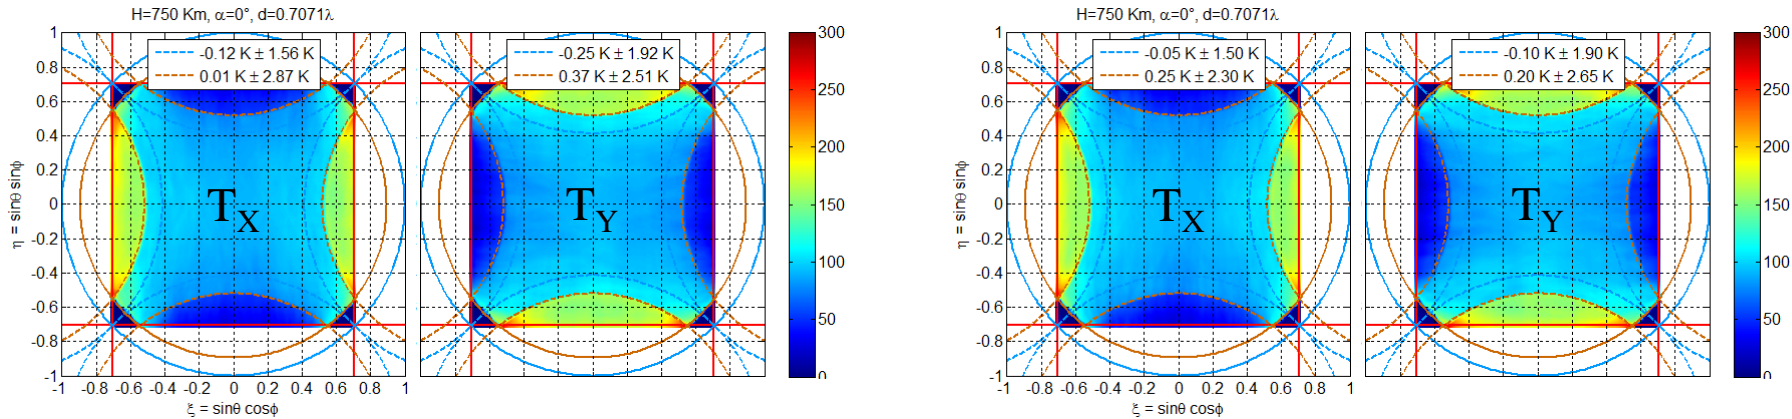 H=750 Km, α=0°, d=0.7071λ
-0.12 K ± 1.56 K
0.01 K ± 2.87 K
-0.25 K ± 1.92 K
0.37 K ± 2.51 K
T_X
T_Y
1
0.8
0.6
0.4
0.2
0
-0.2
-0.4
-0.6
-0.8
-1
η = sinθ sinϕ
-1 -0.8 -0.6 -0.4 -0.2 0 0.2 0.4 0.6 0.8 1
ξ = sinθ cosϕ
300
250
200
150
100
50
0
H=750 Km, α=0°, d=0.7071λ
-0.05 K ± 1.50 K
0.25 K ± 2.30 K
-0.10 K ± 1.90 K
0.20 K ± 2.65 K
T_X
T_Y
1
0.8
0.6
0.4
0.2
0
-0.2
-0.4
-0.6
-0.8
-1
η = sinθ sinϕ
-1 -0.8 -0.6 -0.4 -0.2 0 0.2 0.4 0.6 0.8 1
ξ = sinθ cosϕ
300
250
200
150
100
50
0